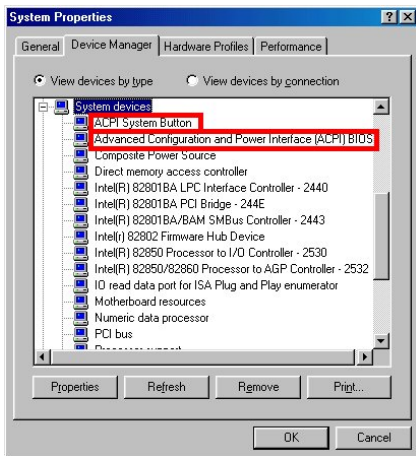 System Properties
General Device Manager Hardware Profiles Performance
View devices by type View devices by connection
System devices
ACPI System Button
Advanced Configuration and Power Interface (ACPI) BIOS
Composite Power Source
Direct memory access controller
Intel(R) 82801BA LPC Interface Controller - 2440
Intel(R) 82801BA PCI Bridge - 244E
Intel(R) 82801BA/BAM SMBus Controller - 2443
Intel(r) 82802 Firmware Hub Device
Intel(R) 82850 Processor to I/O Controller - 2530
Intel(R) 82850/82860 Processor to AGP Controller - 2532
IO read data port for ISA Plug and Play enumerator
Motherboard resources
Numeric data processor
PCI bus
Properties Refresh Remove Print...
OK Cancel